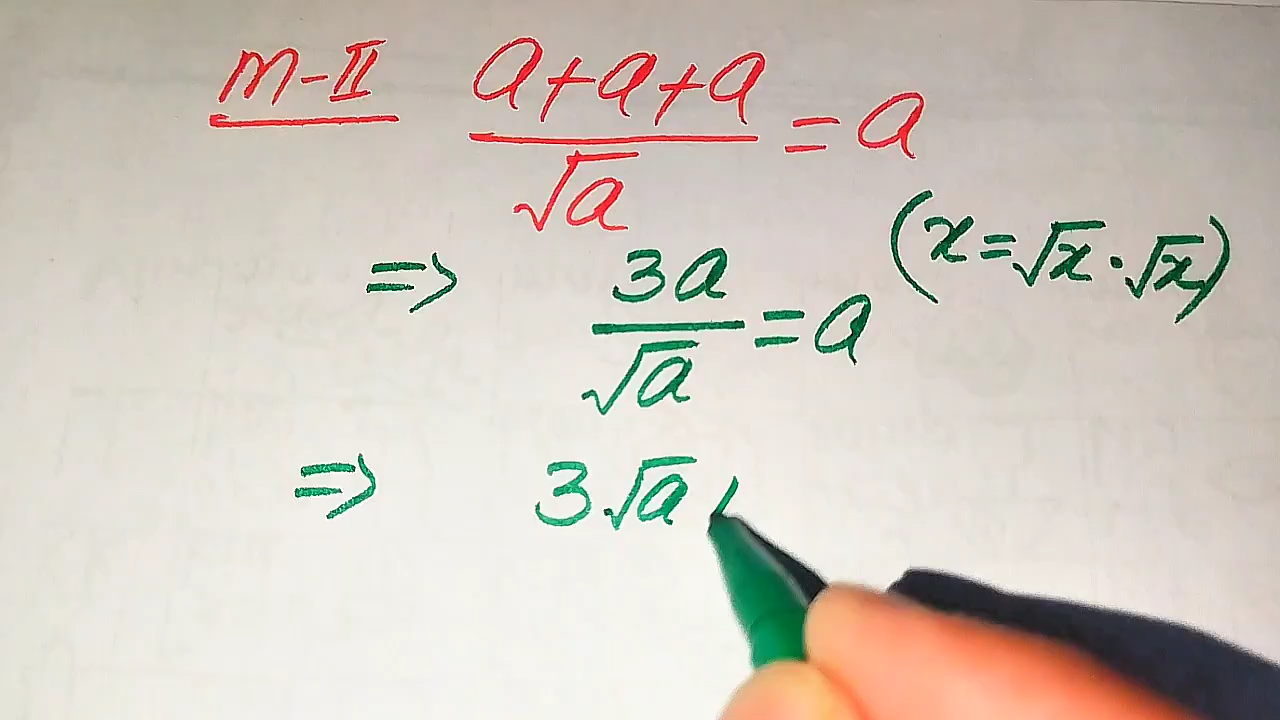 M-II (a+a+a)/√a = a
(x=√x·√x)
=> 3a/√a = a
=> 3√a